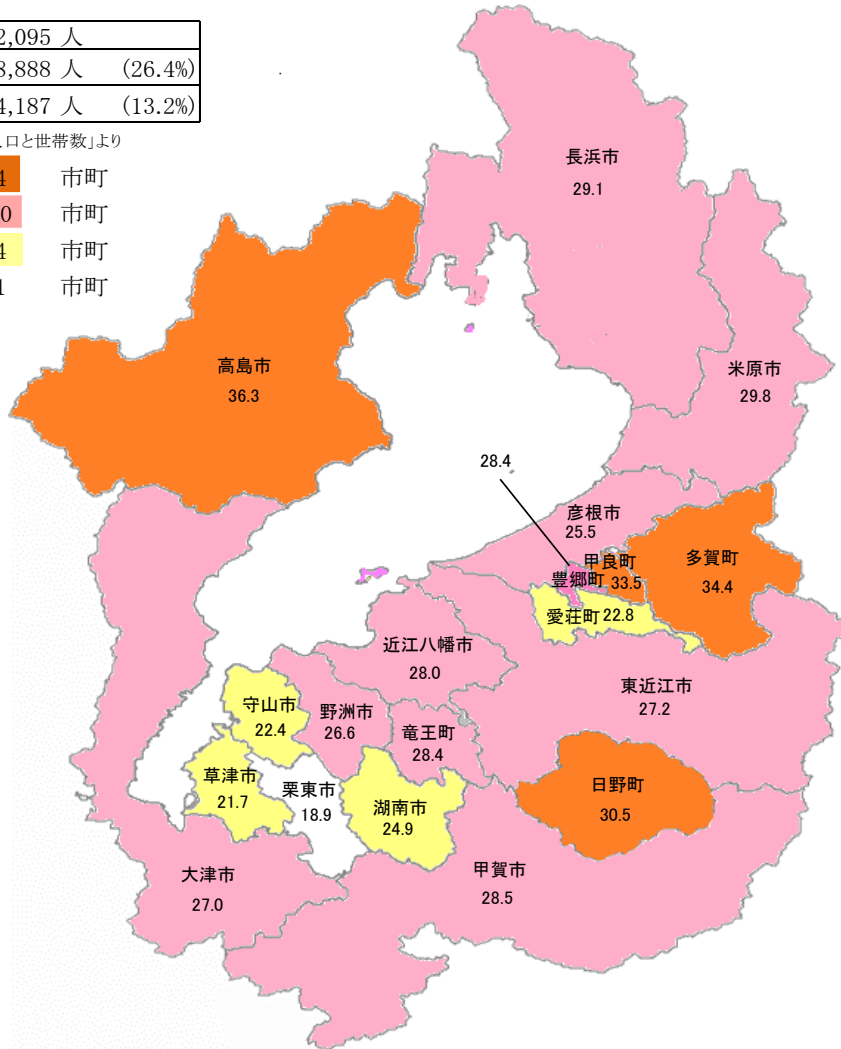 2,095 人
8,888 人 (26.4%)
4,187 人 (13.2%)
口と世帯数」より
4 市町
0 市町
4 市町
1 市町
長浜市
29.1
高島市
36.3
米原市
29.8
28.4
彦根市
25.5
甲良町
33.5
多賀町
34.4
豊郷町
愛荘町 22.8
近江八幡市
28.0
東近江市
27.2
守山市
22.4
野洲市
26.6
竜王町
28.4
草津市
21.7
栗東市
18.9
湖南市
24.9
日野町
30.5
大津市
27.0
甲賀市
28.5